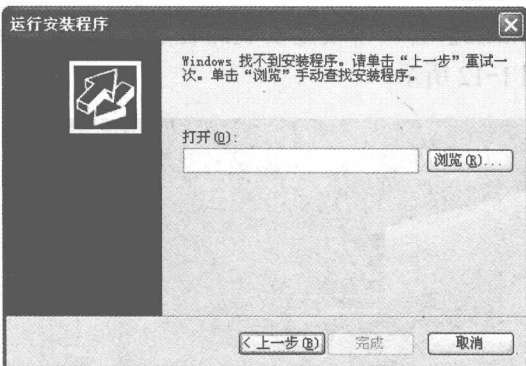 运行安装程序
Windows 找不到安装程序。请单击“上一步”重试一
次。单击“浏览”手动查找安装程序。
打开(O):
浏览(R)...
< 上一步(B)
完成
取消